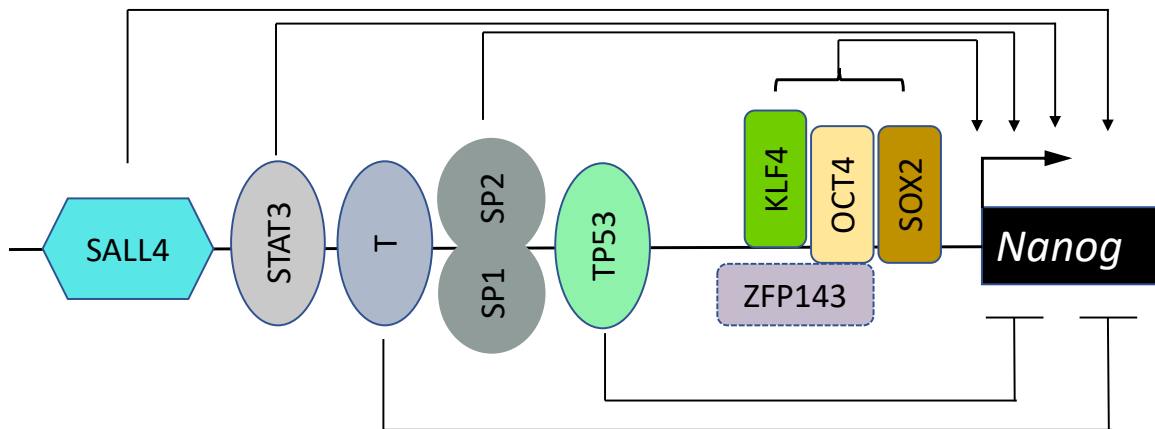 SALL4
STAT3
T
SP2
SP1
TP53
KLF4
OCT4
SOX2
ZFP143
Nanog